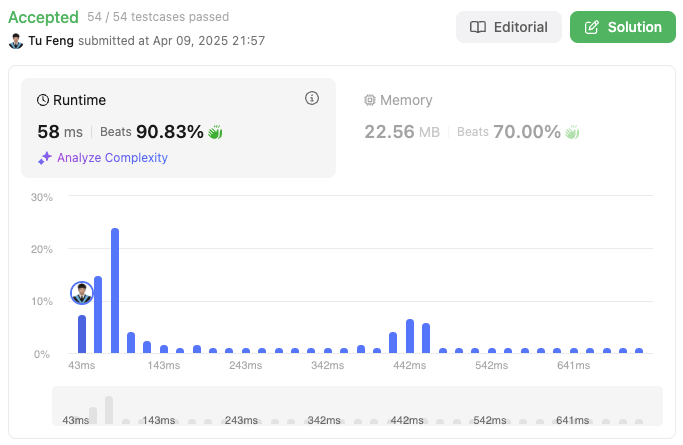 Accepted 54 / 54 testcases passed
Editorial
Solution
Tu Feng submitted at Apr 09, 2025 21:57
Runtime
Memory
58 ms Beats 90.83%
22.56 MB Beats 70.00%
Analyze Complexity
30%
20%
10%
0%
43ms 143ms 243ms 342ms 442ms 542ms 641ms
43ms 143ms 243ms 342ms 442ms 542ms 641ms